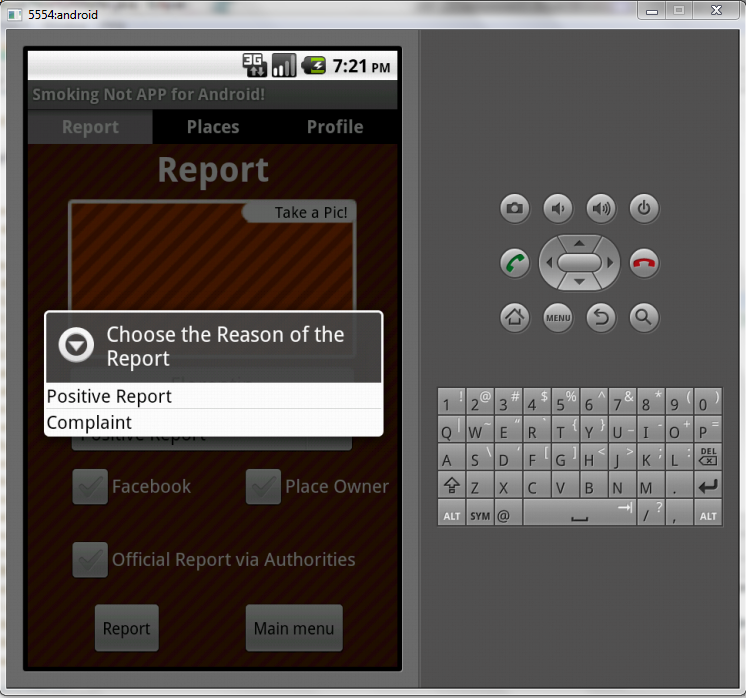 5554:android
3G 7:21 PM
Smoking Not APP for Android!
Report Places Profile
Report
Take a Pic!
Choose the Reason of the
Report
Positive Report
Complaint
Positive Report
Facebook Place Owner
Official Report via Authorities
Report Main menu
MENU
1 ! 2 @ 3 # 4 $ 5 % 6 ^ 7 & 8 * 9 ( 0 )
Q | W ~ E " R ` T { Y } U _ I - O + P =
A S \ D ' F [ G ] H < J > K ; L : DEL
Z X C V B N M .
ALT SYM @ / ? , ALT